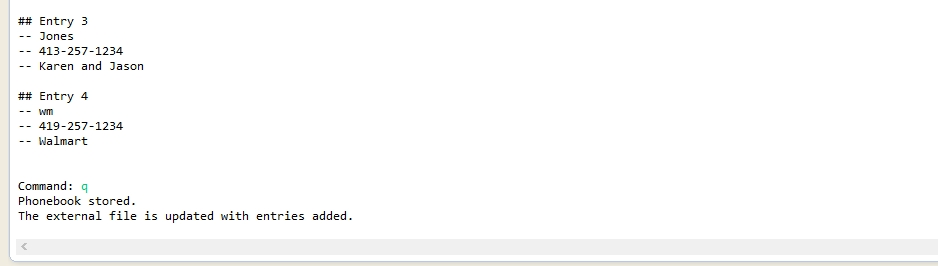 ## Entry 3
-- Jones
-- 413-257-1234
-- Karen and Jason
## Entry 4
-- wm
-- 419-257-1234
-- Walmart
Command: q
Phonebook stored.
The external file is updated with entries added.